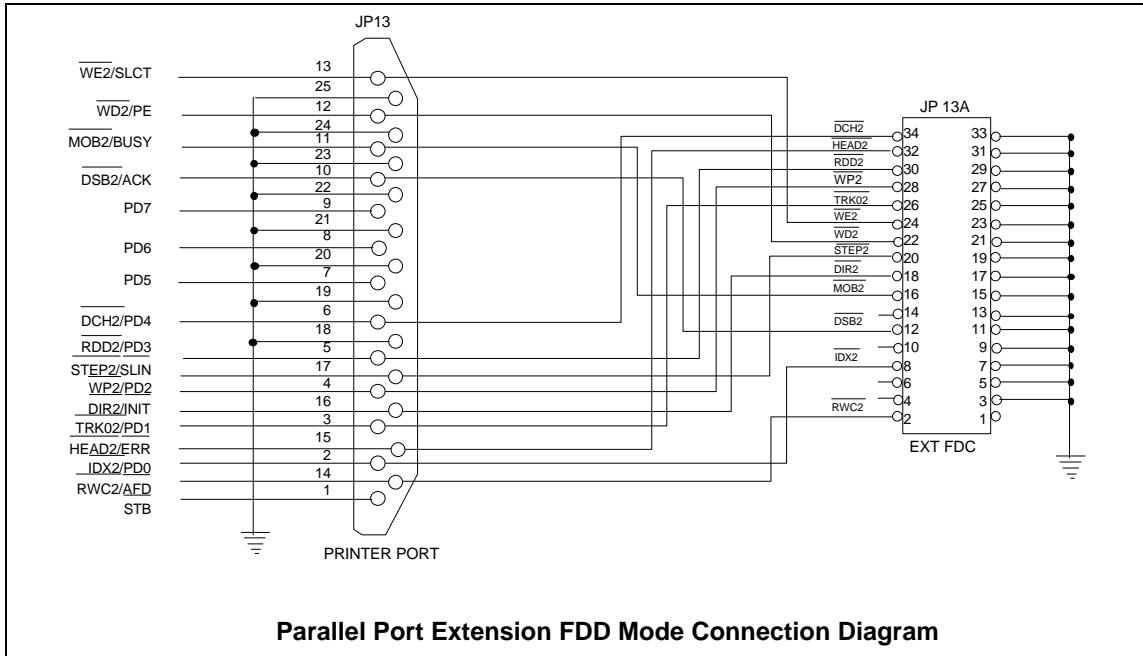 JP13
WE2/SLCT
WD2/PE
MOB2/BUSY
DSB2/ACK
PD7
PD6
PD5
DCH2/PD4
RDD2/PD3
STEP2/SLIN
WP2/PD2
DIR2/INIT
TRK02/PD1
HEAD2/ERR
IDX2/PD0
RWC2/AFD
STB
13
25
12
24
11
23
10
22
9
21
8
20
7
19
6
18
5
17
4
16
3
15
2
14
1
PRINTER PORT
JP 13A
DCH2
HEAD2
RDD2
WP2
TRK02
WE2
WD2
STEP2
DIR2
MOB2
DSB2
IDX2
RWC2
34 33
32 31
30 29
28 27
26 25
24 23
22 21
20 19
18 17
16 15
14 13
12 11
10 9
8 7
6 5
4 3
2 1
EXT FDC
Parallel Port Extension FDD Mode Connection Diagram